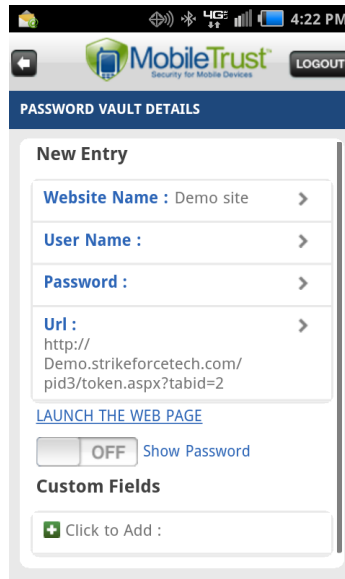 4G 4:22 PM
MobileTrust
Security for Mobile Devices
LOGOUT
PASSWORD VAULT DETAILS
New Entry
Website Name : Demo site
User Name :
Password :
Url :
http://
Demo.strikeforcetech.com/
pid3/token.aspx?tabid=2
LAUNCH THE WEB PAGE
OFF Show Password
Custom Fields
Click to Add :